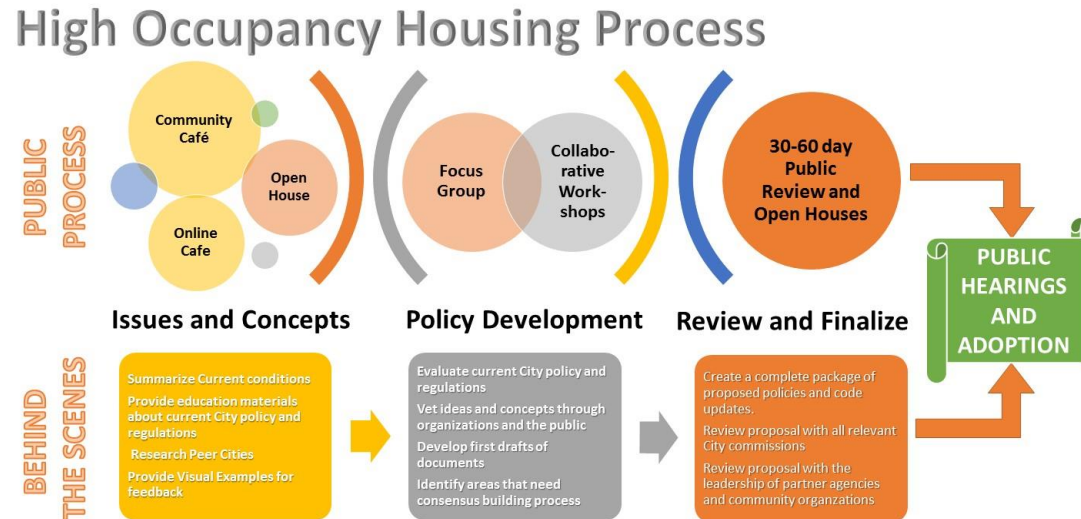 High Occupancy Housing Process
PUBLIC
PROCESS
Community
Café
Open
House
Online
Cafe
Focus
Group
Collabo-
rative
Work-
shops
30-60 day
Public
Review and
Open Houses
PUBLIC
HEARINGS
AND
ADOPTION
Issues and Concepts
Policy Development
Review and Finalize
BEHIND
THE SCENES
Summarize Current conditions
Provide education materials
about current City policy and
regulations
Research Peer Cities
Provide Visual Examples for
feedback
Evaluate current City policy and
regulations
Vet ideas and concepts through
organizations and the public
Develop first drafts of
documents
Identify areas that need
consensus building process
Create a complete package of
proposed policies and code
updates.
Review proposal with all relevant
City commissions
Review proposal with the
leadership of partner agencies
and community organzations